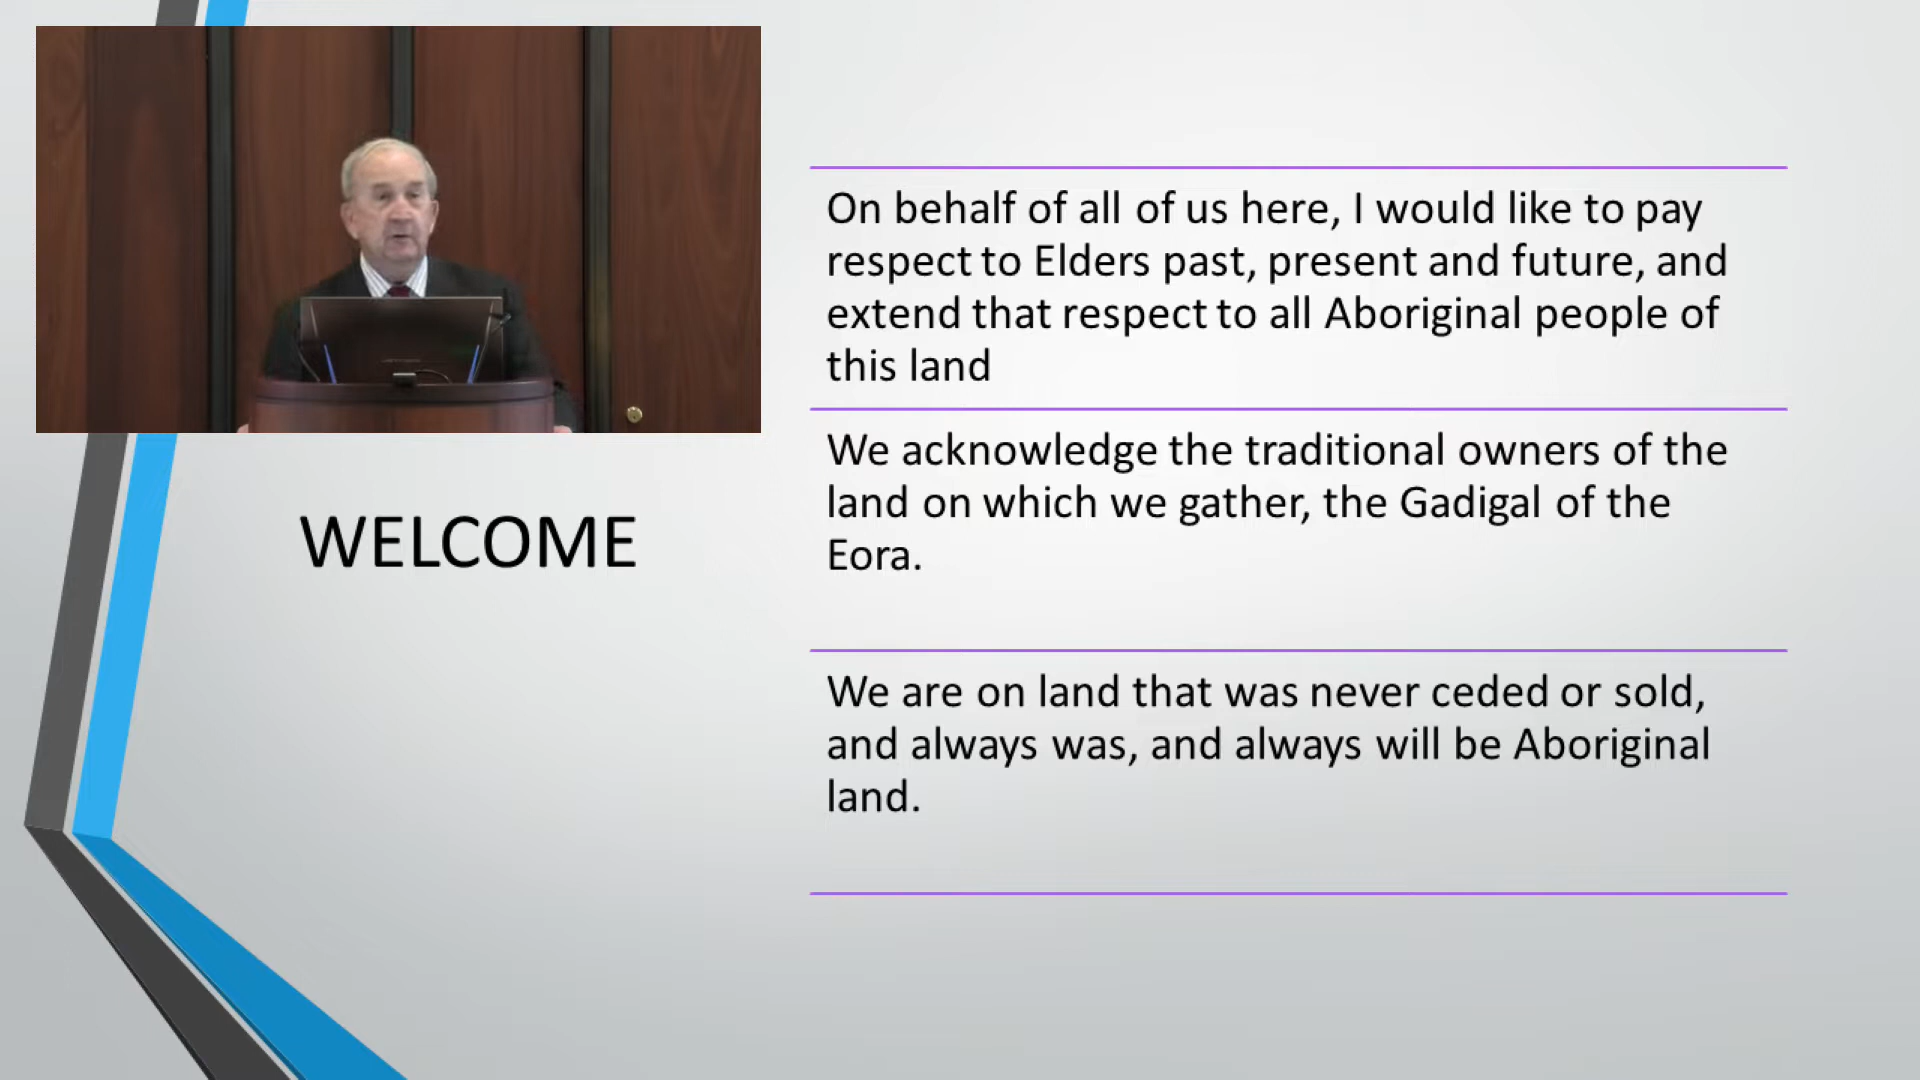 WELCOME
On behalf of all of us here, I would like to pay
respect to Elders past, present and future, and
extend that respect to all Aboriginal people of
this land
We acknowledge the traditional owners of the
land on which we gather, the Gadigal of the
Eora.
We are on land that was never ceded or sold,
and always was, and always will be Aboriginal
land.